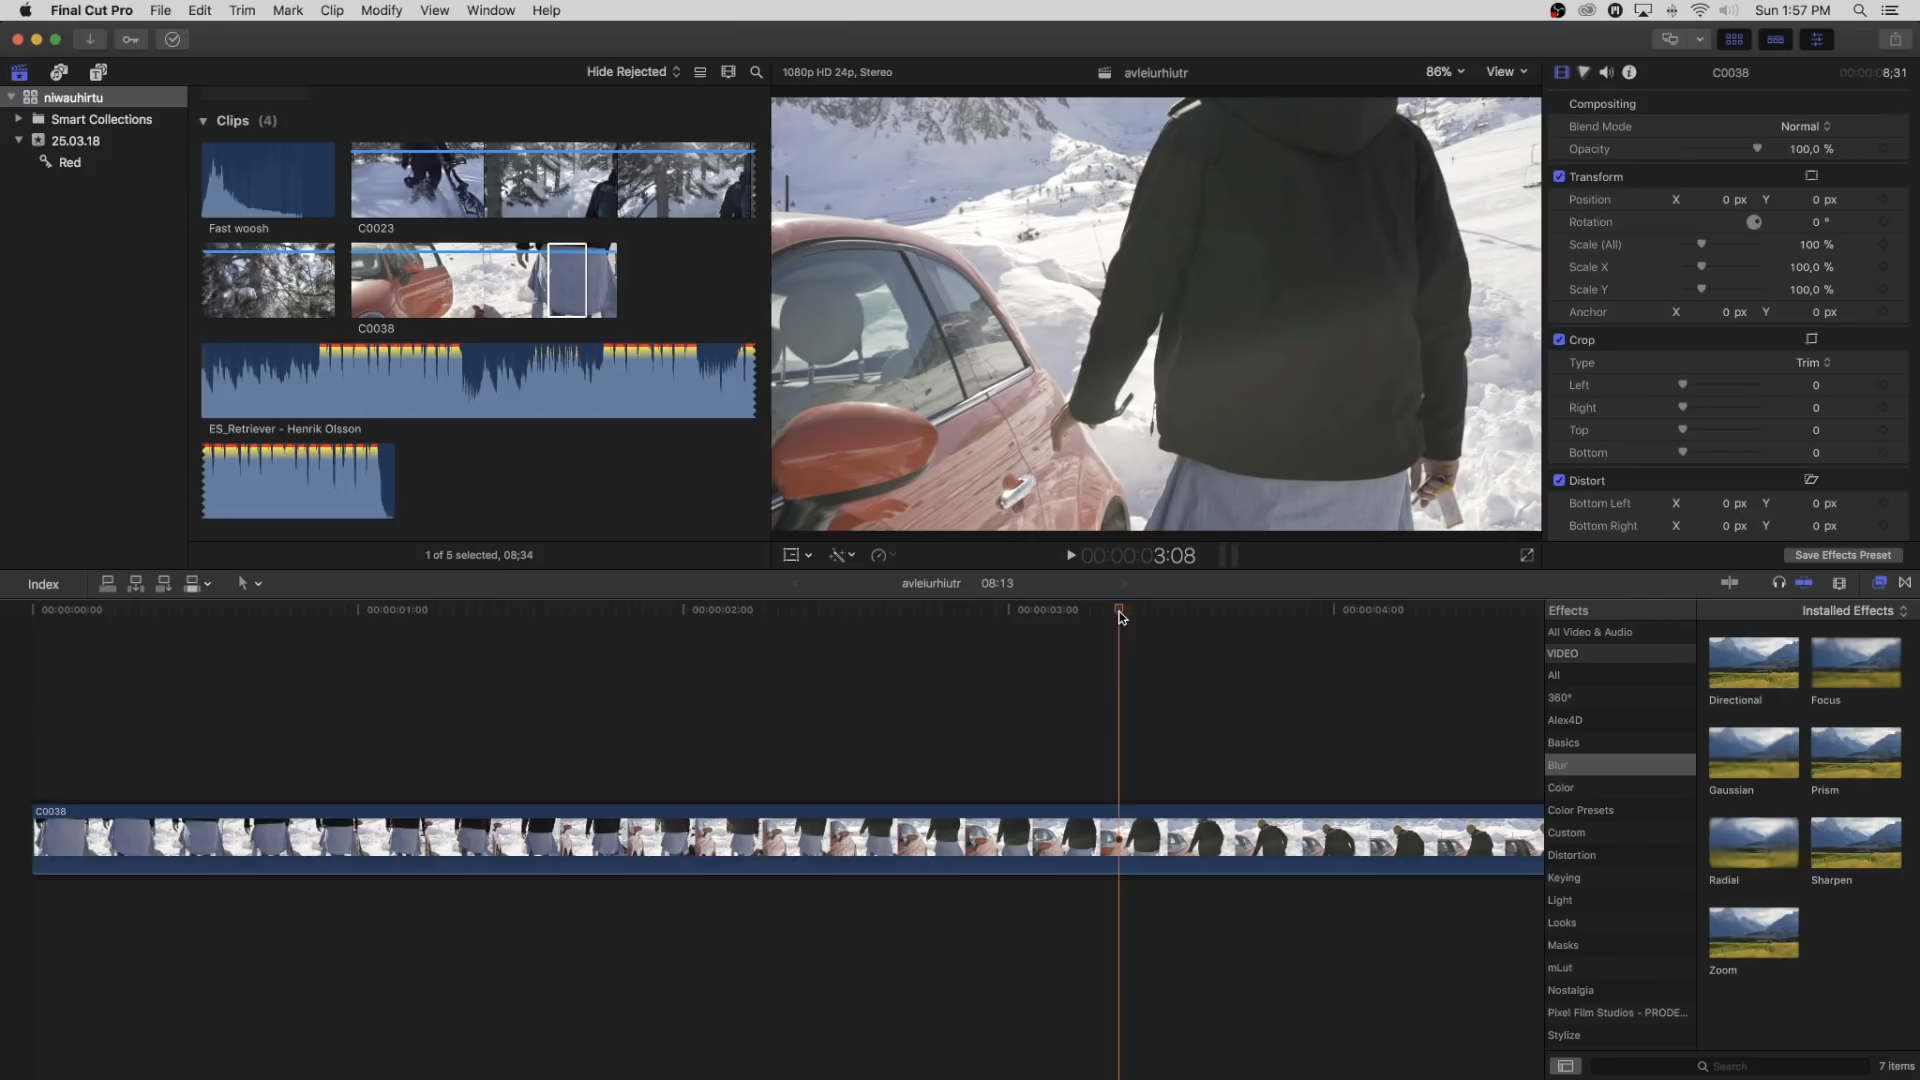 Final Cut Pro File Edit Trim Mark Clip Modify View Window Help Sun 1:57 PM
Hide Rejected 1080p HD 24p, Stereo avleiurhiutr 86% View C0038 00:00:08;31
niwauhirtu
Smart Collections
25.03.18
Red
Clips (4)
Fast woosh C0023
C0038
ES_Retriever - Henrik Olsson
1 of 5 selected, 08;34
00:00:00:03:08
Compositing
Blend Mode Normal
Opacity 100,0 %
Transform
Position X 0 px Y 0 px
Rotation 0 °
Scale (All) 100 %
Scale X 100,0 %
Scale Y 100,0 %
Anchor X 0 px Y 0 px
Crop
Type Trim
Left 0
Right 0
Top 0
Bottom 0
Distort
Bottom Left X 0 px Y 0 px
Bottom Right X 0 px Y 0 px
Save Effects Preset
Index avleiurhiutr 08:13
00:00:00:00 00:00:01:00 00:00:02:00 00:00:03:00 00:00:04:00
C0038
Effects Installed Effects
All Video & Audio
VIDEO
All
360°
Alex4D
Basics
Blur
Color
Color Presets
Custom
Distortion
Keying
Light
Looks
Masks
mLut
Nostalgia
Pixel Film Studios - PRODE...
Stylize
Directional Focus
Gaussian Prism
Radial Sharpen
Zoom
Search 7 items